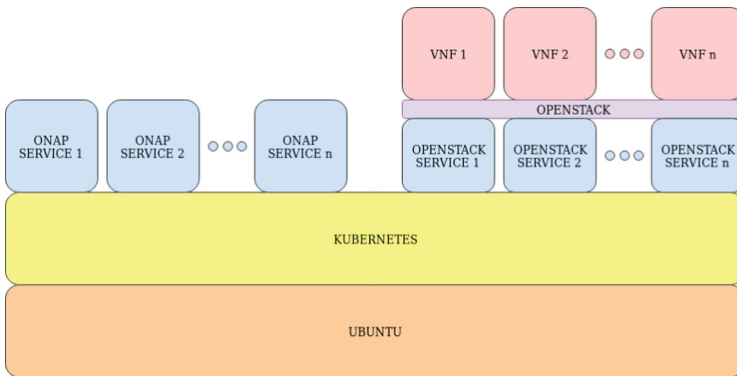 VNF 1
VNF 2
VNF n
OPENSTACK
ONAP
SERVICE 1
ONAP
SERVICE 2
ONAP
SERVICE n
OPENSTACK
SERVICE 1
OPENSTACK
SERVICE 2
OPENSTACK
SERVICE n
KUBERNETES
UBUNTU